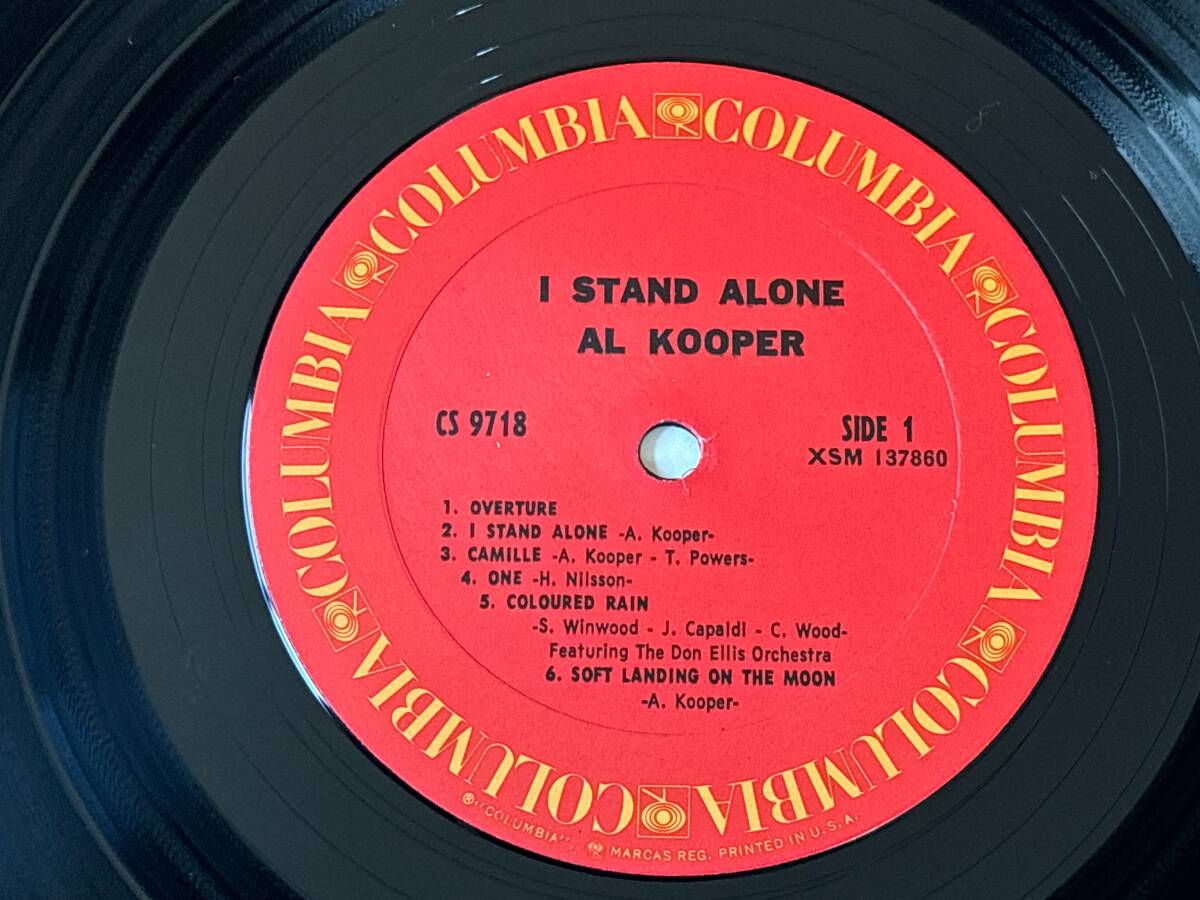 COLUMBIA COLUMBIA COLUMBIA COLUMBIA COLUMBIA COLUMBIA
I STAND ALONE
AL KOOPER
CS 9718
SIDE 1
XSM 137860
1. OVERTURE
2. I STAND ALONE -A. Kooper-
3. CAMILLE -A. Kooper - T. Powers-
4. ONE -H. Nilsson-
5. COLOURED RAIN
-S. Winwood - J. Capaldi - C. Wood-
Featuring The Don Ellis Orchestra
6. SOFT LANDING ON THE MOON
-A. Kooper-
® "COLUMBIA", MARCAS REG. PRINTED IN U.S.A.